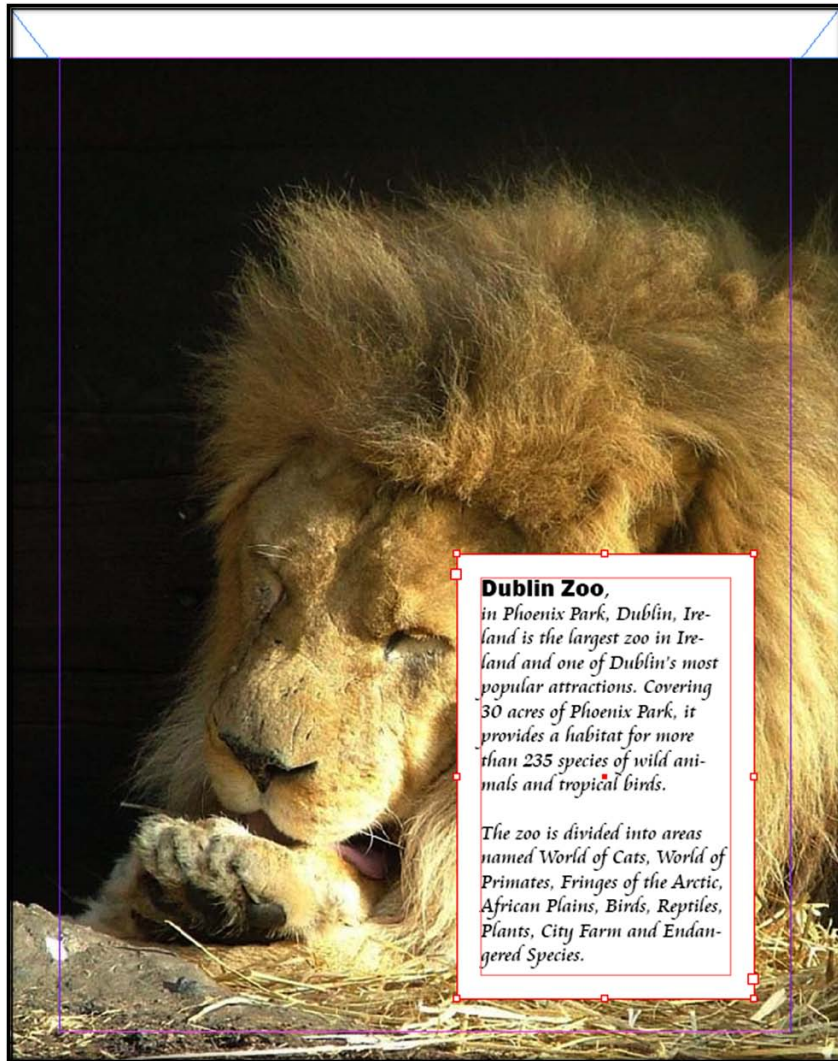 Dublin Zoo,
in Phoenix Park, Dublin, Ire-
land is the largest zoo in Ire-
land and one of Dublin's most
popular attractions. Covering
30 acres of Phoenix Park, it
provides a habitat for more
than 235 species of wild ani-
mals and tropical birds.
The zoo is divided into areas
named World of Cats, World of
Primates, Fringes of the Arctic,
African Plains, Birds, Reptiles,
Plants, City Farm and Endan-
gered Species.